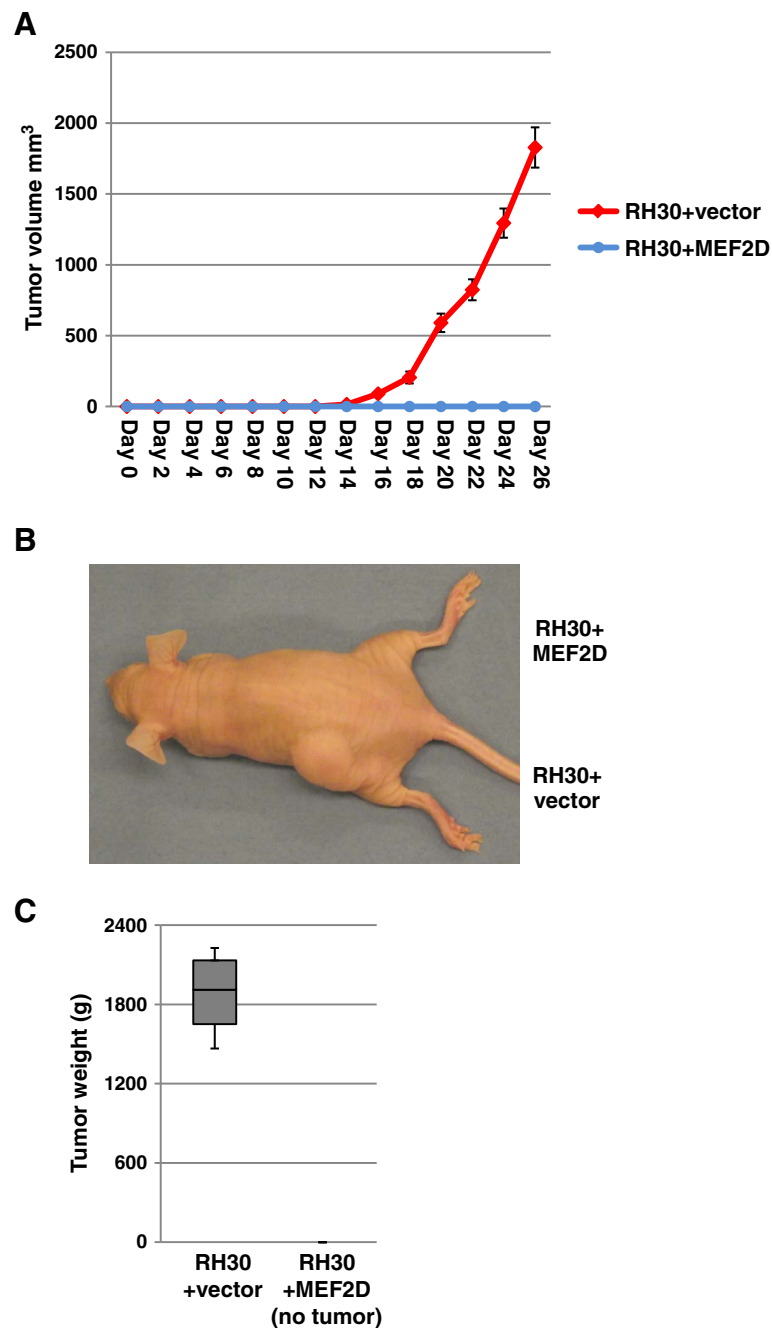 A
2500
2000
1500
1000
500
0
Tumor volume mm³
Day 0
Day 2
Day 4
Day 6
Day 8
Day 10
Day 12
Day 14
Day 16
Day 18
Day 20
Day 22
Day 24
Day 26
RH30+vector
RH30+MEF2D
B
RH30+
MEF2D
RH30+
vector
C
2400
1800
1200
600
0
Tumor weight (g)
RH30
+vector
RH30
+MEF2D
(no tumor)